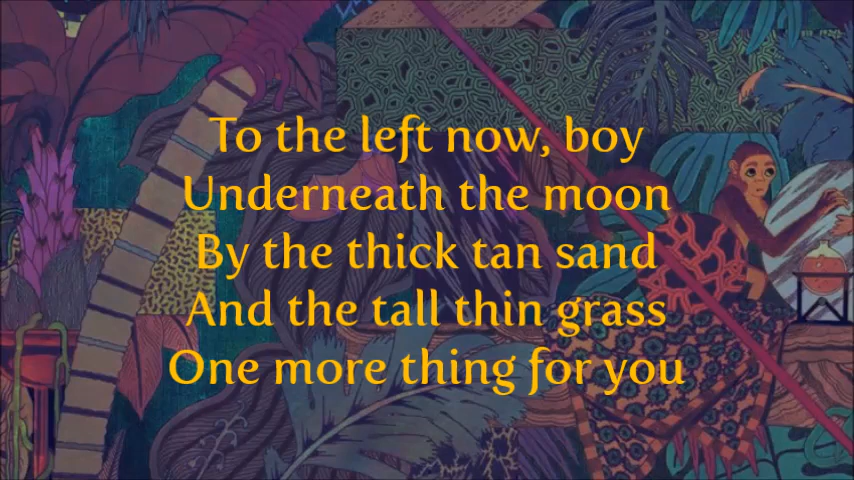 To the left now, boy
Underneath the moon
By the thick tan sand
And the tall thin grass
One more thing for you